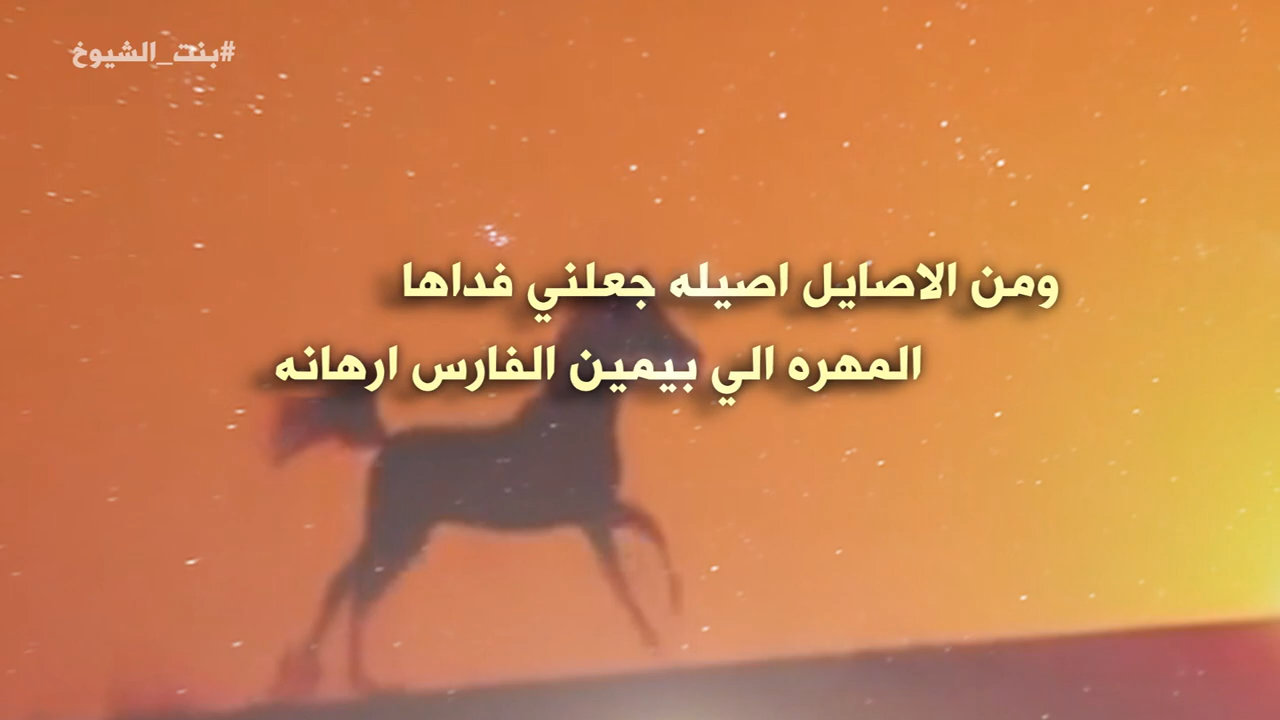 #بنت_الشيوخ
ومن الاصايل اصيله جعلني فداها
المهره الي بيمين الفارس ارهانه